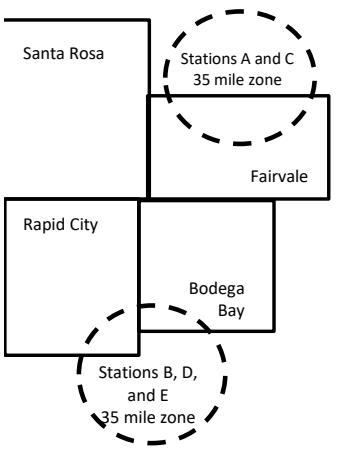 Santa Rosa
Stations A and C
35 mile zone
Fairvale
Rapid City
Bodega
Bay
Stations B, D,
and E
35 mile zone